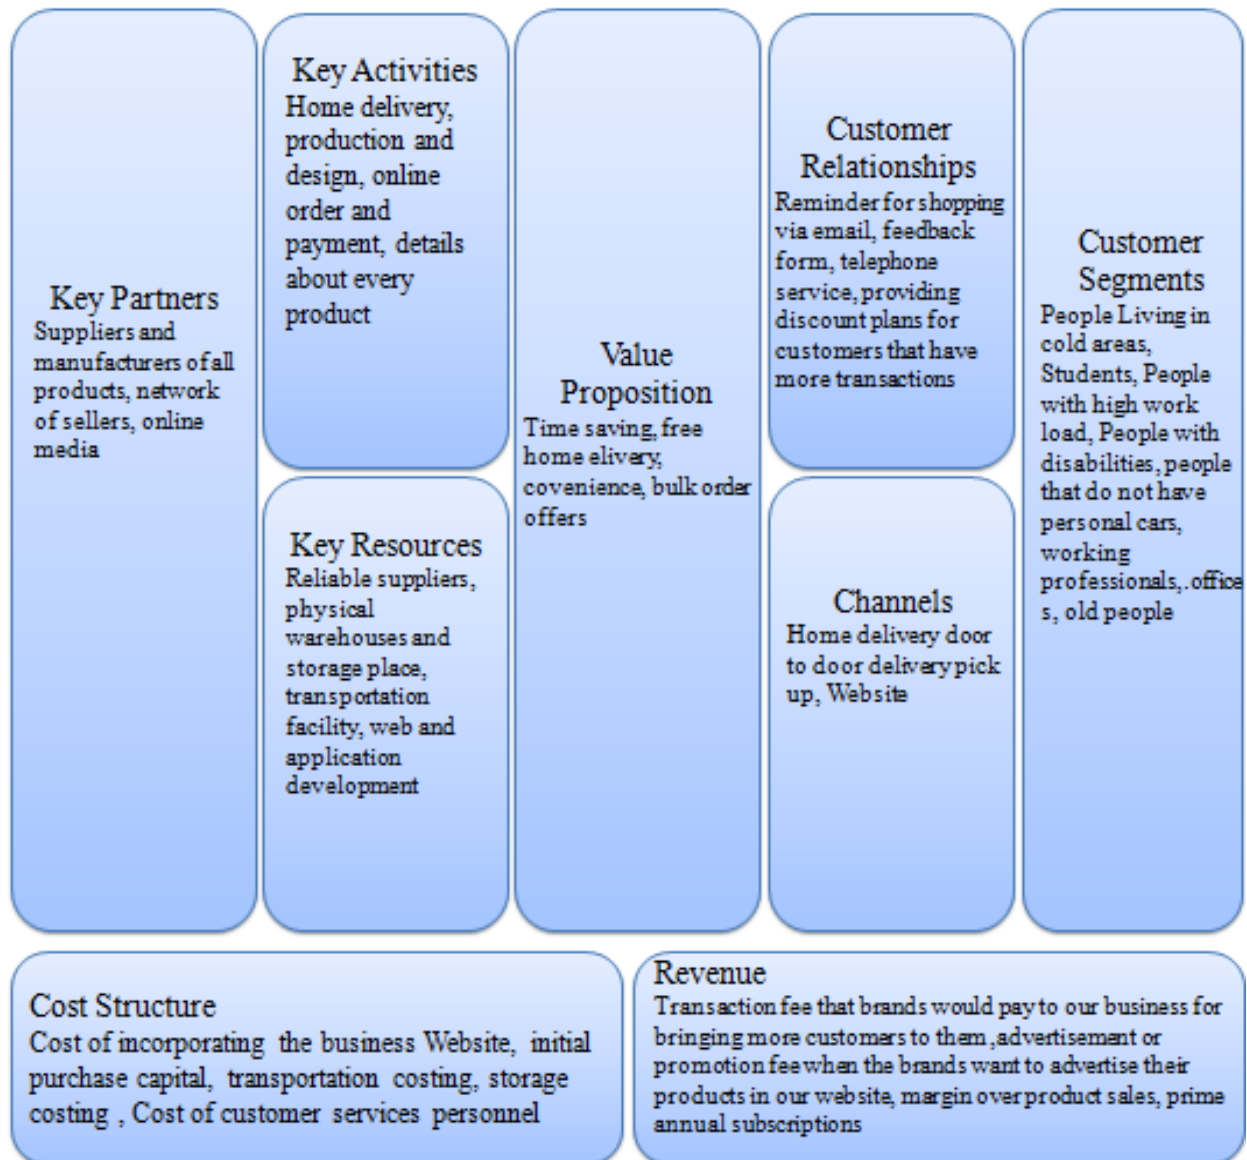 Key Partners
Suppliers and
manufacturers of all
products, network
of sellers, online
media
Key Activities
Home delivery,
production and
design, online
order and
payment, details
about every
product
Key Resources
Reliable suppliers,
physical
warehouses and
storage place,
transportation
facility, web and
application
development
Value
Proposition
Time saving, free
home elivery,
covenience, bulk order
offers
Customer
Relationships
Reminder for shopping
via email, feedback
form, telephone
service, providing
discount plans for
customers that have
more transactions
Channels
Home delivery door
to door delivery pick
up, Website
Customer
Segments
People Living in
cold areas,
Students, People
with high work
load, People with
disabilities, people
that do not have
personal cars,
working
professionals,.office
s, old people
Cost Structure
Cost of incorporating the business Website, initial
purchase capital, transportation costing, storage
costing , Cost of customer services personnel
Revenue
Transaction fee that brands would pay to our business for
bringing more customers to them ,advertisement or
promotion fee when the brands want to advertise their
products in our website, margin over product sales, prime
annual subscriptions